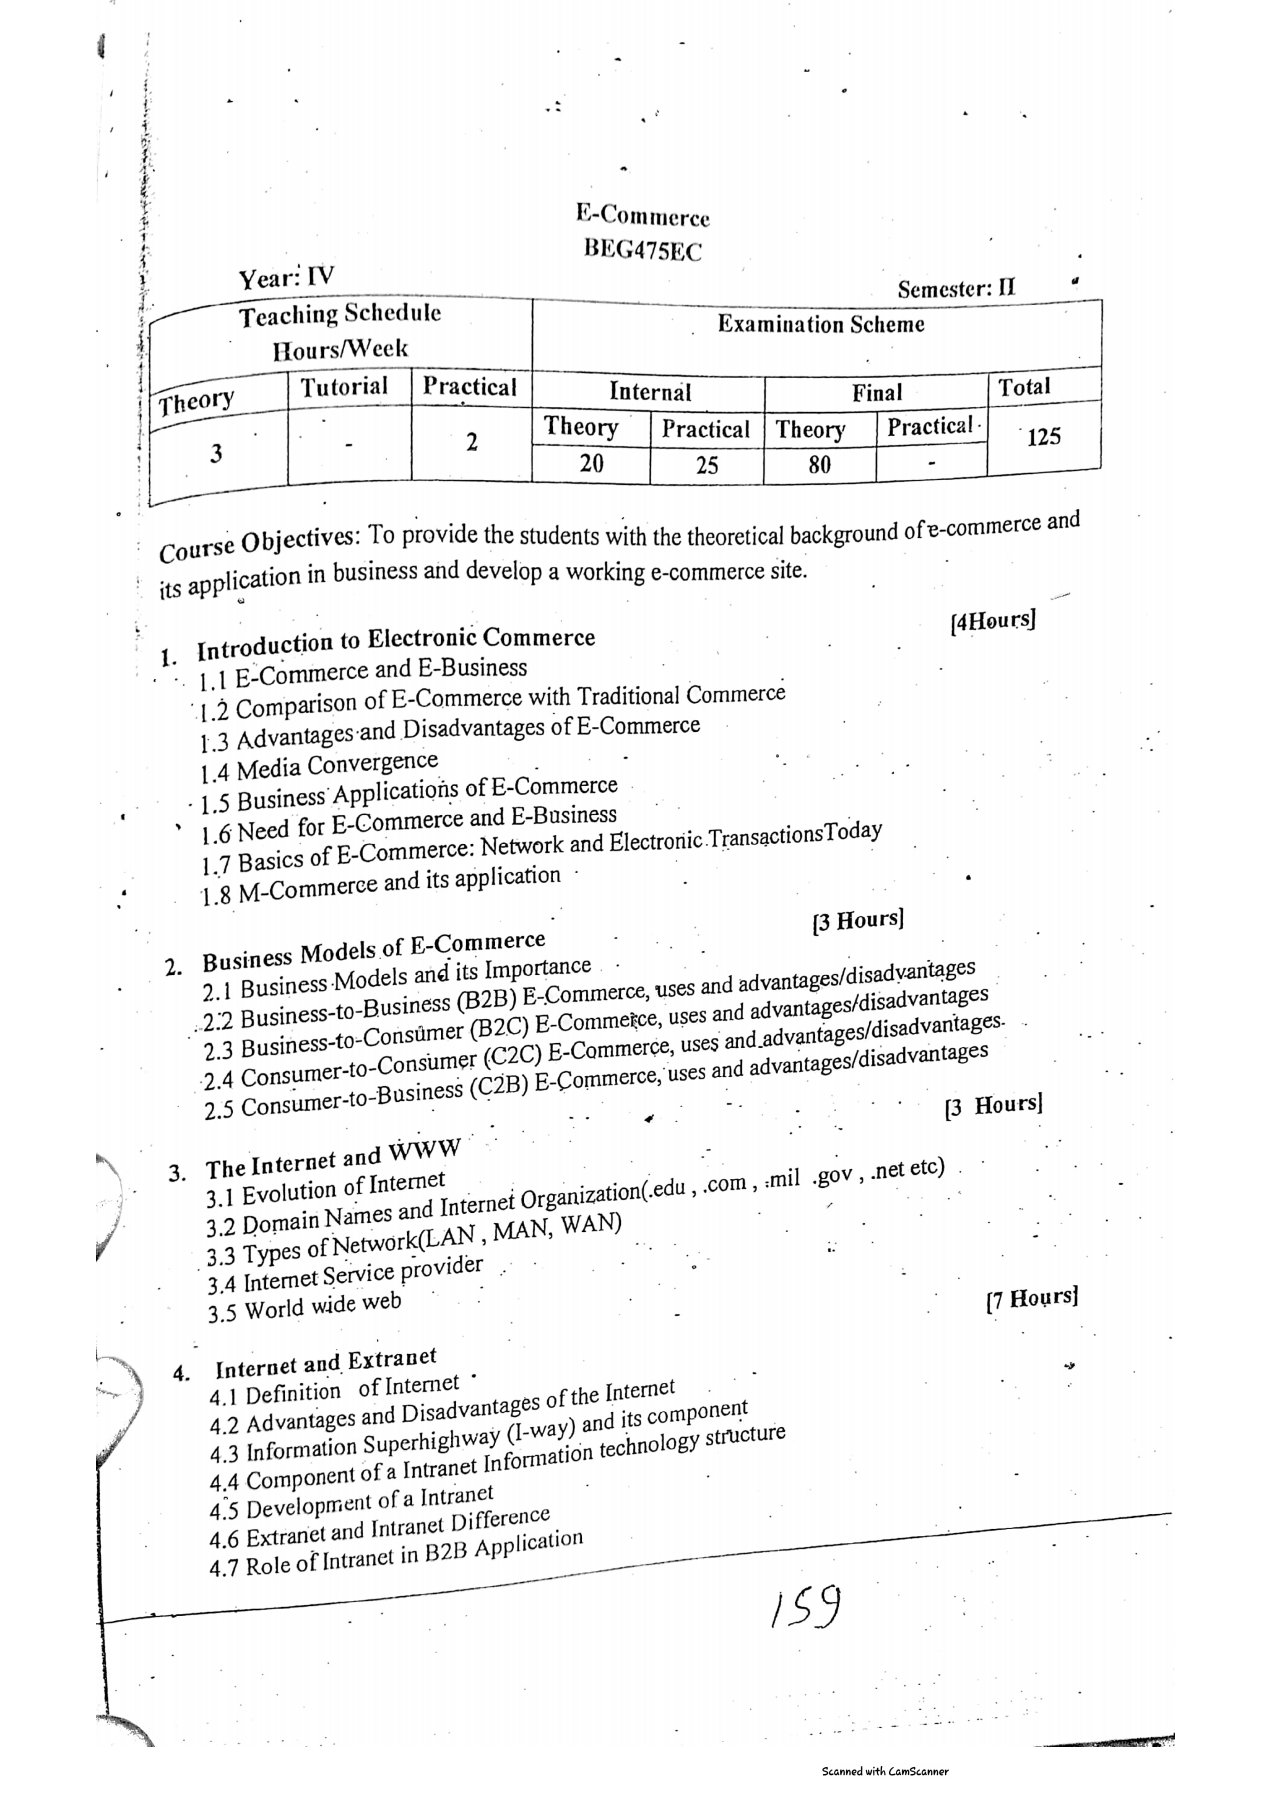 E-Commerce
BEG475EC
Year: IV
Semester: II
Teaching Schedule
Hours/Week
Examination Scheme
Theory Tutorial Practical Internal Final Total
Theory Practical Theory Practical
3 - 2 20 25 80 - 125
Course Objectives: To provide the students with the theoretical background of e-commerce and
its application in business and develop a working e-commerce site.
1. Introduction to Electronic Commerce [4Hours]
1.1 E-Commerce and E-Business
1.2 Comparison of E-Commerce with Traditional Commerce
1.3 Advantages and Disadvantages of E-Commerce
1.4 Media Convergence
1.5 Business Applications of E-Commerce
1.6 Need for E-Commerce and E-Business
1.7 Basics of E-Commerce: Network and Electronic TransactionsToday
1.8 M-Commerce and its application
2. Business Models of E-Commerce [3 Hours]
2.1 Business Models and its Importance
2.2 Business-to-Business (B2B) E-Commerce, uses and advantages/disadvantages
2.3 Business-to-Consumer (B2C) E-Commerce, uses and advantages/disadvantages
2.4 Consumer-to-Consumer (C2C) E-Commerce, uses and advantages/disadvantages
2.5 Consumer-to-Business (C2B) E-Commerce, uses and advantages/disadvantages
3. The Internet and WWW [3 Hours]
3.1 Evolution of Internet
3.2 Domain Names and Internet Organization(.edu , .com , .mil .gov , .net etc)
3.3 Types of Network(LAN , MAN, WAN)
3.4 Internet Service provider
3.5 World wide web
4. Internet and Extranet [7 Hours]
4.1 Definition of Internet
4.2 Advantages and Disadvantages of the Internet
4.3 Information Superhighway (I-way) and its component
4.4 Component of a Intranet Information technology structure
4.5 Development of a Intranet
4.6 Extranet and Intranet Difference
4.7 Role of Intranet in B2B Application
159
Scanned with CamScanner